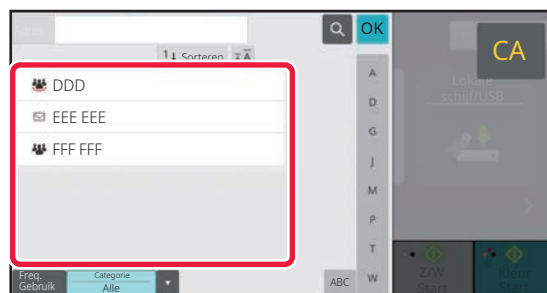 Adres
OK
CA
1↓ Sorteren
DDD
EEE EEE
FFF FFF
A
D
G
J
M
P
T
W
Lokale
schijf/USB
Freq.
Gebruik
Categorie
Alle
ABC
Z/W
Start
Kleur
Start